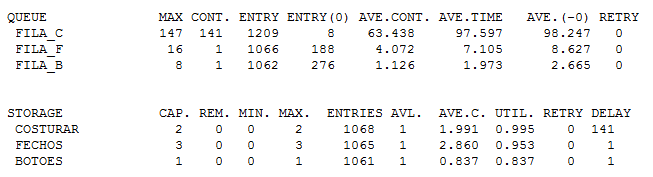 QUEUE MAX CONT. ENTRY ENTRY(0) AVE.CONT. AVE.TIME AVE.(-0) RETRY
FILA_C 147 141 1209 8 63.438 97.597 98.247 0
FILA_F 16 1 1066 188 4.072 7.105 8.627 0
FILA_B 8 1 1062 276 1.126 1.973 2.665 0
STORAGE CAP. REM. MIN. MAX. ENTRIES AVL. AVE.C. UTIL. RETRY DELAY
COSTURAR 2 0 0 2 1068 1 1.991 0.995 0 141
FECHOS 3 0 0 3 1065 1 2.860 0.953 0 1
BOTOES 1 0 0 1 1061 1 0.837 0.837 0 1